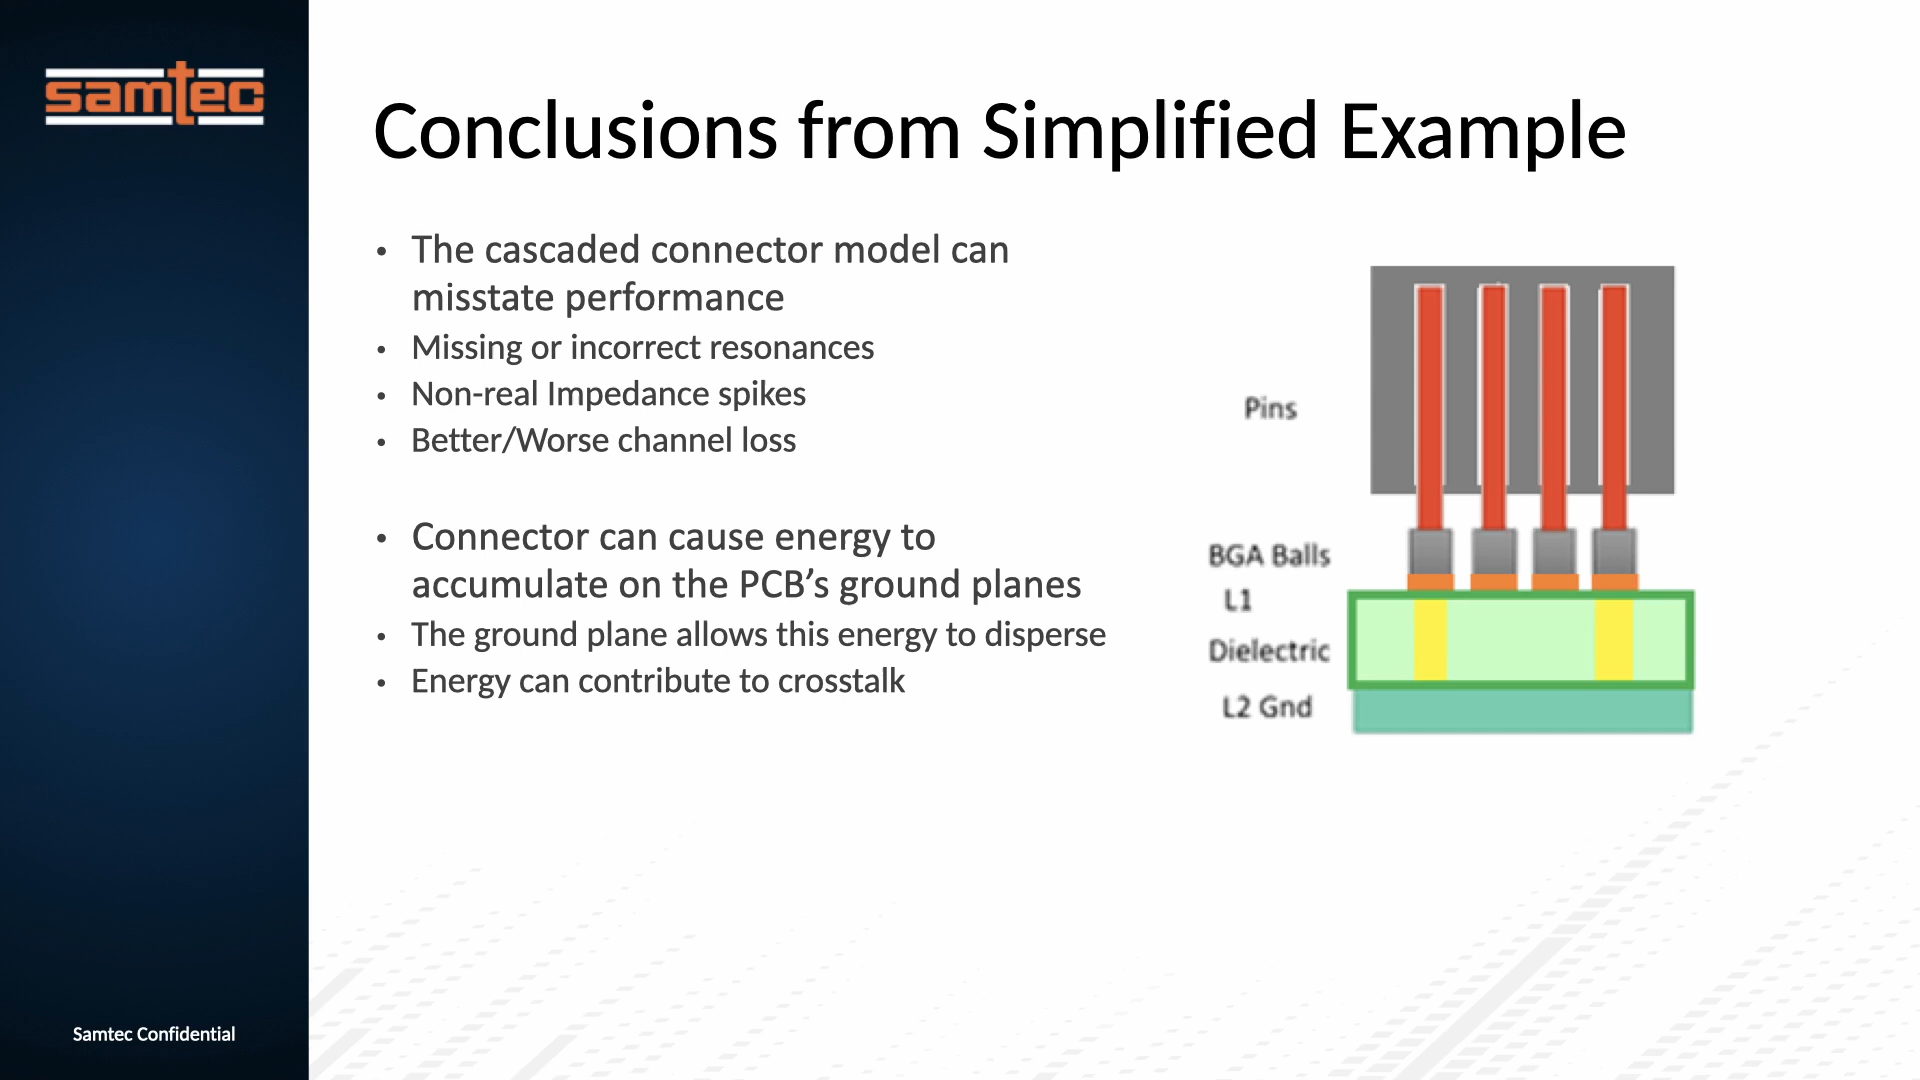 samtec
Conclusions from Simplified Example
• The cascaded connector model can
misstate performance
• Missing or incorrect resonances
• Non-real Impedance spikes
• Better/Worse channel loss
• Connector can cause energy to
accumulate on the PCB’s ground planes
• The ground plane allows this energy to disperse
• Energy can contribute to crosstalk
Pins
BGA Balls
L1
Dielectric
L2 Gnd
Samtec Confidential